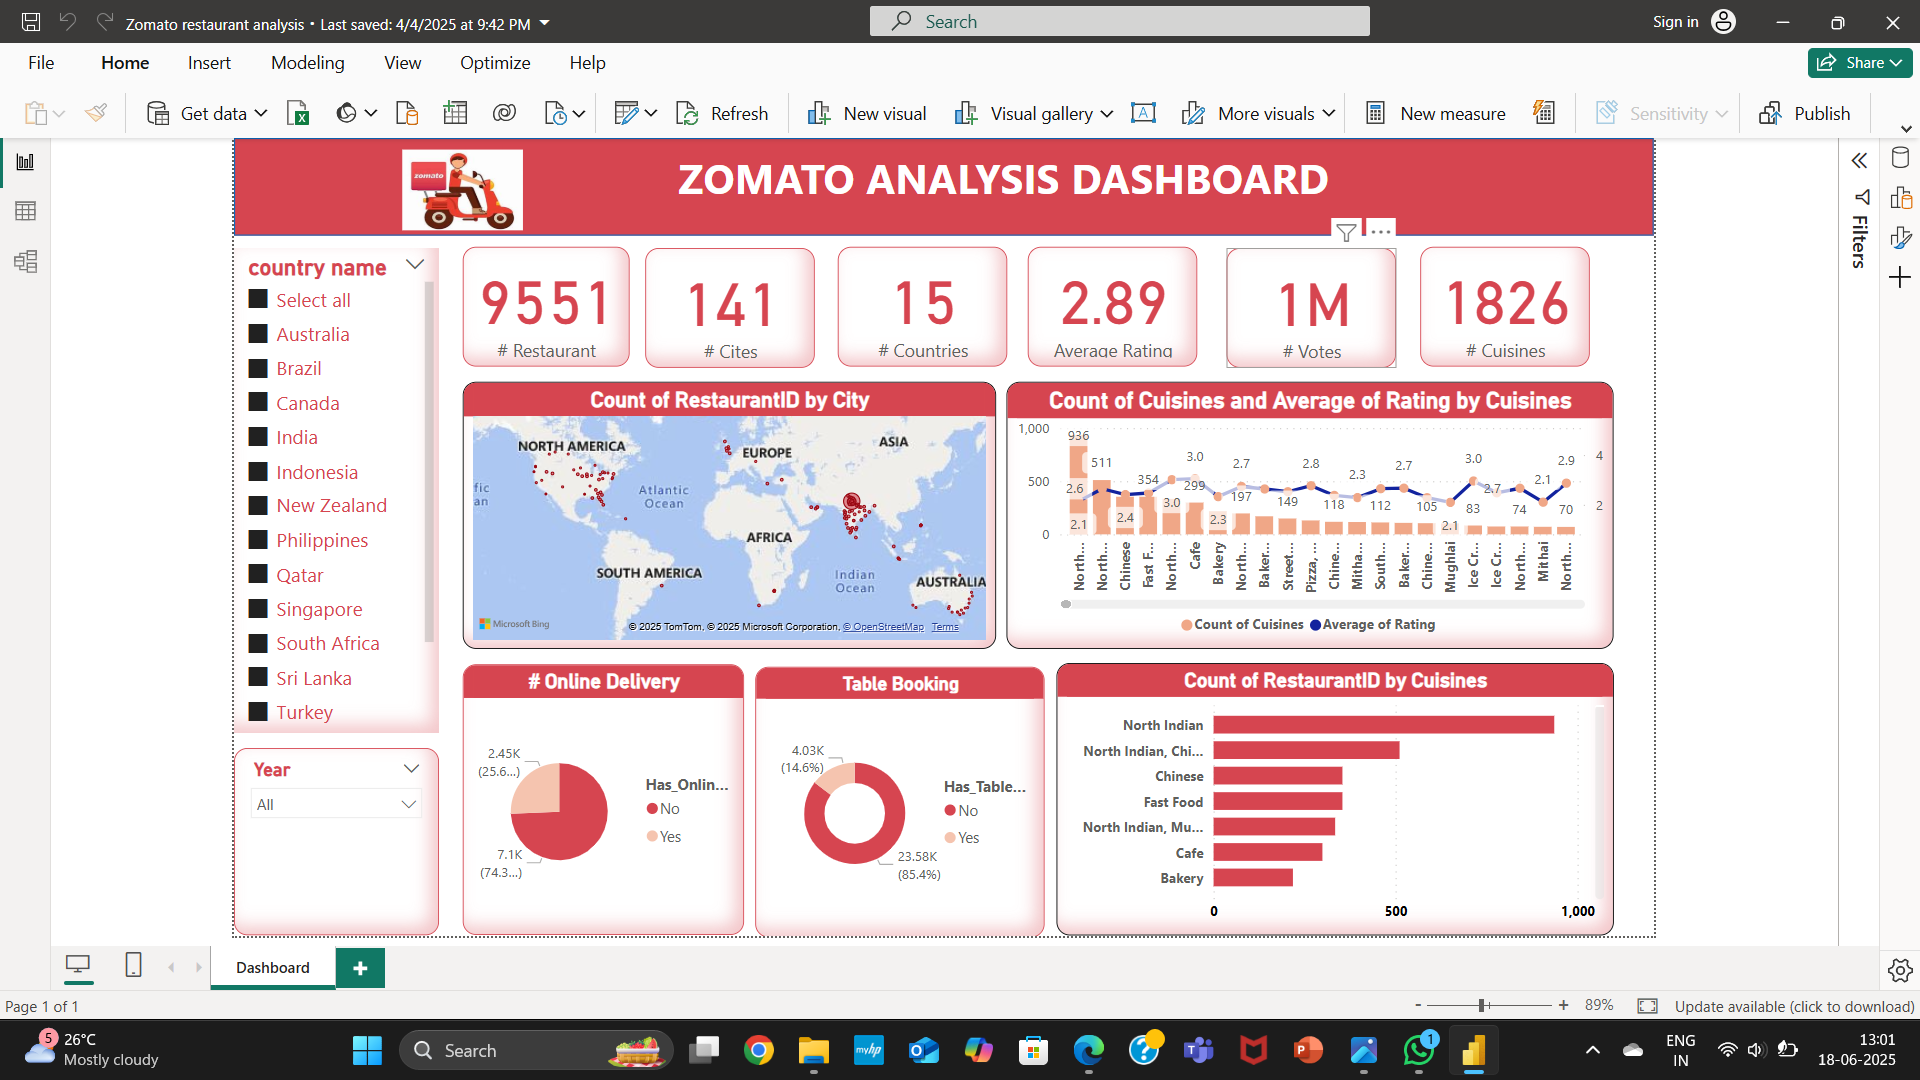 Zomato restaurant analysis • Last saved: 4/4/2025 at 9:42 PM
Search
Sign in
File Home Insert Modeling View Optimize Help
Share
Get data
Refresh
New visual
Visual gallery
More visuals
New measure
Sensitivity
Publish
zomato
ZOMATO ANALYSIS DASHBOARD
Filters
country name
Select all
Australia
Brazil
Canada
India
Indonesia
New Zealand
Philippines
Qatar
Singapore
South Africa
Sri Lanka
Turkey
Year
All
9551
# Restaurant
141
# Cites
15
# Countries
2.89
Average Rating
1M
# Votes
1826
# Cuisines
Count of RestaurantID by City
NORTH AMERICA
EUROPE
ASIA
fic
an
Atlantic
Ocean
AFRICA
SOUTH AMERICA
Indian
Ocean
AUSTRALIA
Microsoft Bing
© 2025 TomTom, © 2025 Microsoft Corporation, © OpenStreetMap Terms
Count of Cuisines and Average of Rating by Cuisines
1,000
500
0
936
511
354
299
197
149
118
112
105
83
74
70
2.6
2.1
2.4
3.0
3.0
2.3
2.7
2.8
2.3
2.7
2.1
3.0
2.7
2.1
2.9
4
2
North...
North...
Chinese
Fast F...
North...
Cafe
Bakery
North...
Baker...
Street...
Pizza, ...
Chine...
Mitha...
South...
Baker...
Chine...
Mughlai
Ice Cr...
Ice Cr...
North...
Mithai
North...
Count of Cuisines Average of Rating
# Online Delivery
2.45K
(25.6...)
7.1K
(74.3...)
Has_Onlin...
No
Yes
Table Booking
4.03K
(14.6%)
23.58K
(85.4%)
Has_Table...
No
Yes
Count of RestaurantID by Cuisines
North Indian
North Indian, Chi...
Chinese
Fast Food
North Indian, Mu...
Cafe
Bakery
0 500 1,000
Dashboard
Page 1 of 1
- + 89%
Update available (click to download)
5
26°C
Mostly cloudy
Search
myhp
1
ENG
IN
13:01
18-06-2025